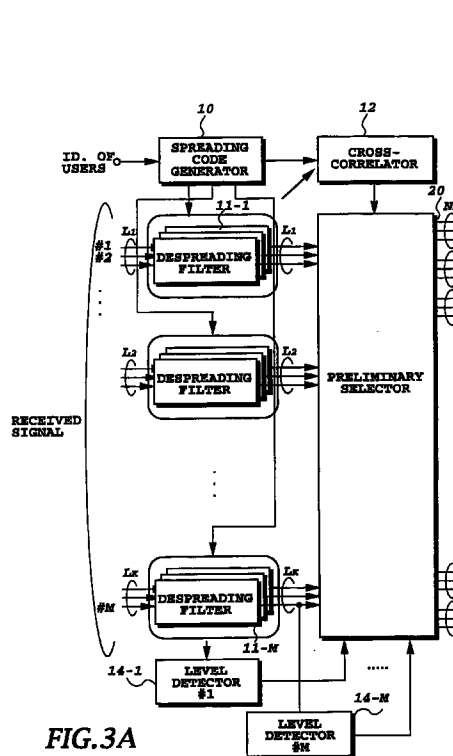 10
12
ID. OF
USERS
SPREADING
CODE
GENERATOR
CROSS-
CORRELATOR
11-1
20
N
L1
L1
#1
#2
DESPREADING
FILTER
L2
L2
DESPREADING
FILTER
PRELIMINARY
SELECTOR
RECEIVED
SIGNAL
LK
LK
#M
DESPREADING
FILTER
11-M
14-1
LEVEL
DETECTOR
#1
14-M
LEVEL
DETECTOR
#M
FIG.3A